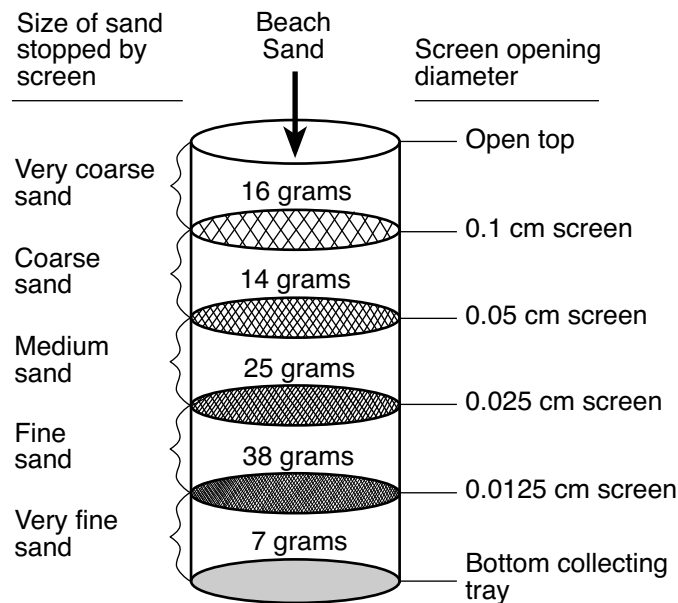 Size of sand
stopped by
screen
Beach
Sand
Screen opening
diameter
Open top
Very coarse
sand
16 grams
0.1 cm screen
Coarse
sand
14 grams
0.05 cm screen
Medium
sand
25 grams
0.025 cm screen
Fine
sand
38 grams
0.0125 cm screen
Very fine
sand
7 grams
Bottom collecting
tray